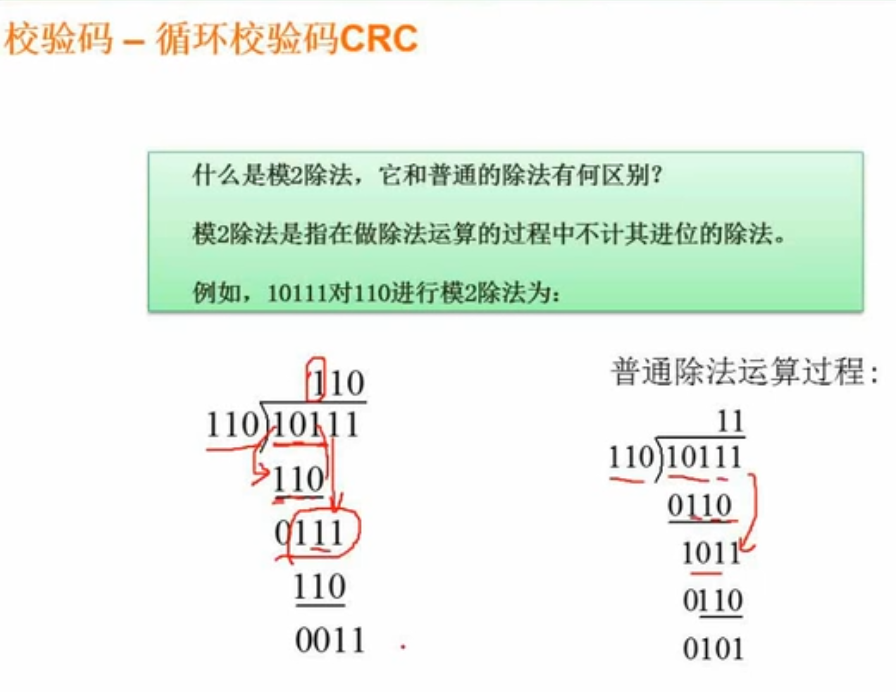 校验码 – 循环校验码CRC
什么是模2除法，它和普通的除法有何区别？
模2除法是指在做除法运算的过程中不计其进位的除法。
例如，10111对110进行模2除法为：
110
110)10111
110
0111
110
0011
普通除法运算过程：
11
110)10111
0110
1011
0110
0101